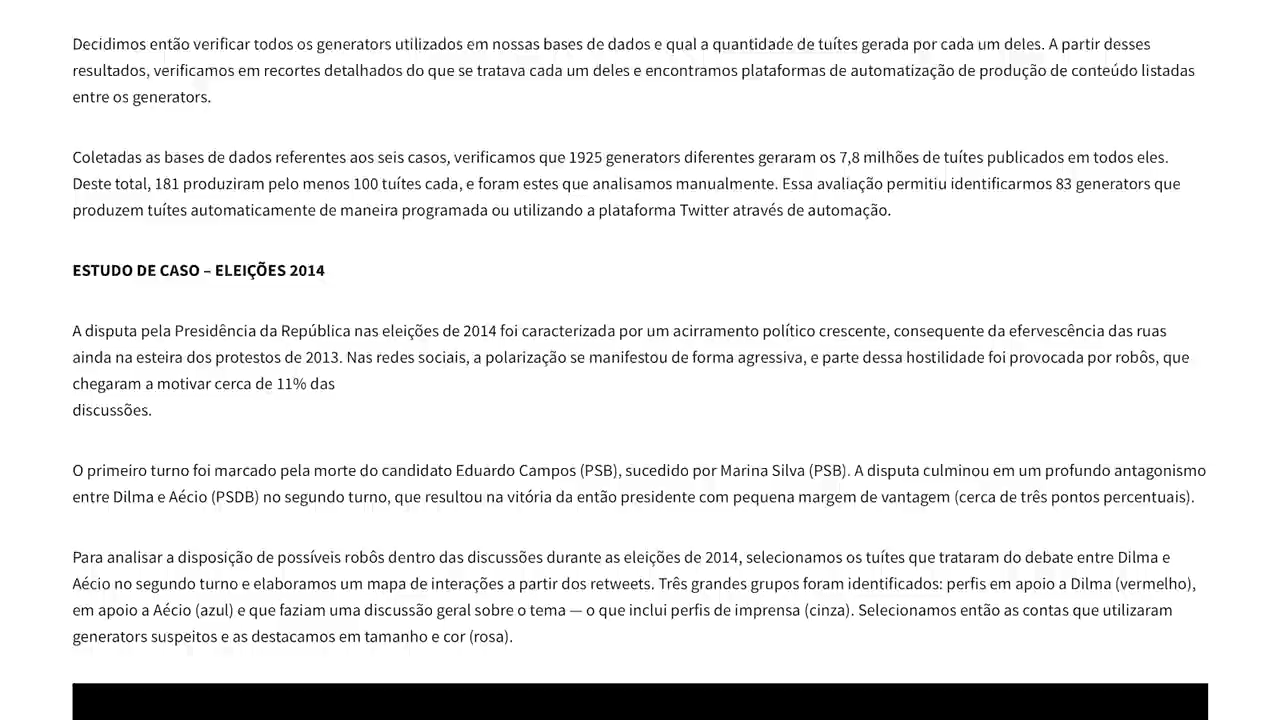 Decidimos então verificar todos os generators utilizados em nossas bases de dados e qual a quantidade de tuítes gerada por cada um deles. A partir desses
resultados, verificamos em recortes detalhados do que se tratava cada um deles e encontramos plataformas de automatização de produção de conteúdo listadas
entre os generators.
Coletadas as bases de dados referentes aos seis casos, verificamos que 1925 generators diferentes geraram os 7,8 milhões de tuítes publicados em todos eles.
Deste total, 181 produziram pelo menos 100 tuítes cada, e foram estes que analisamos manualmente. Essa avaliação permitiu identificarmos 83 generators que
produzem tuítes automaticamente de maneira programada ou utilizando a plataforma Twitter através de automação.
ESTUDO DE CASO – ELEIÇÕES 2014
A disputa pela Presidência da República nas eleições de 2014 foi caracterizada por um acirramento político crescente, consequente da efervescência das ruas
ainda na esteira dos protestos de 2013. Nas redes sociais, a polarização se manifestou de forma agressiva, e parte dessa hostilidade foi provocada por robôs, que
chegaram a motivar cerca de 11% das
discussões.
O primeiro turno foi marcado pela morte do candidato Eduardo Campos (PSB), sucedido por Marina Silva (PSB). A disputa culminou em um profundo antagonismo
entre Dilma e Aécio (PSDB) no segundo turno, que resultou na vitória da então presidente com pequena margem de vantagem (cerca de três pontos percentuais).
Para analisar a disposição de possíveis robôs dentro das discussões durante as eleições de 2014, selecionamos os tuítes que trataram do debate entre Dilma e
Aécio no segundo turno e elaboramos um mapa de interações a partir dos retweets. Três grandes grupos foram identificados: perfis em apoio a Dilma (vermelho),
em apoio a Aécio (azul) e que faziam uma discussão geral sobre o tema — o que inclui perfis de imprensa (cinza). Selecionamos então as contas que utilizaram
generators suspeitos e as destacamos em tamanho e cor (rosa).